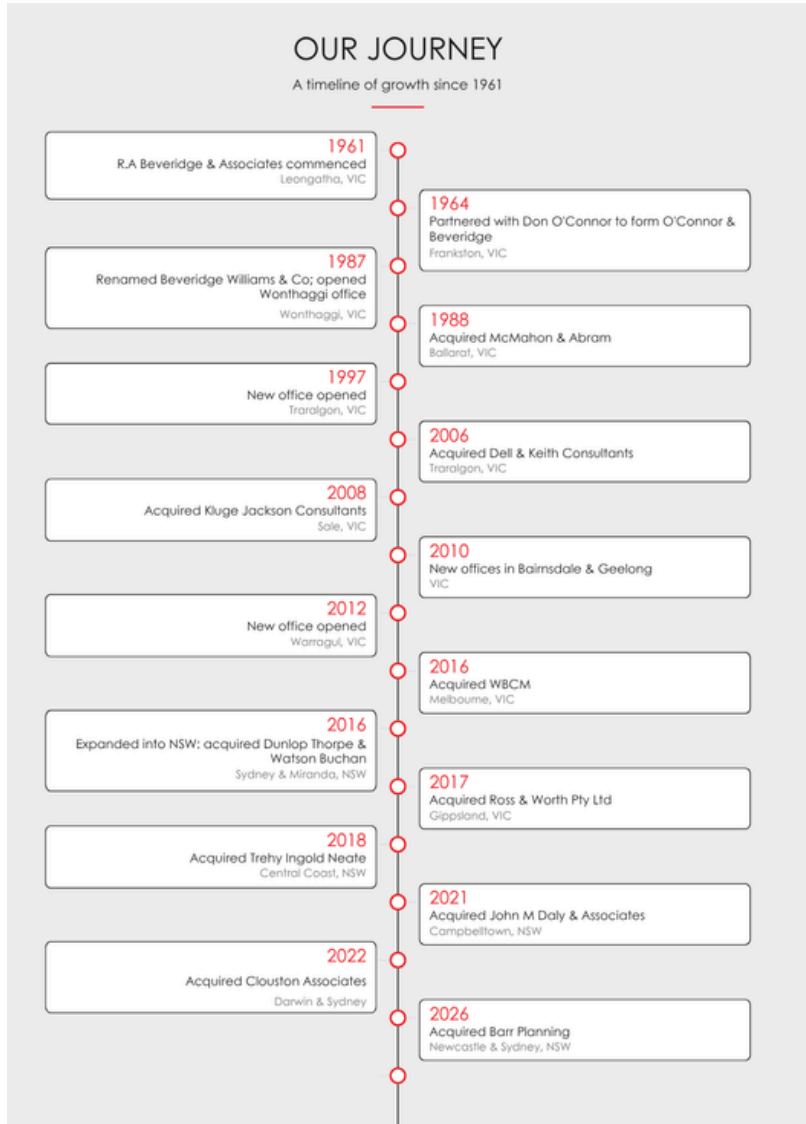 OUR JOURNEY
A timeline of growth since 1961
1961
R.A Beveridge & Associates commenced
Leongatha, VIC
1964
Partnered with Don O'Connor to form O'Connor &
Beveridge
Frankston, VIC
1987
Renamed Beveridge Williams & Co; opened
Wonthaggi office
Wonthaggi, VIC
1988
Acquired McMahon & Abram
Ballarat, VIC
1997
New office opened
Traralgon, VIC
2006
Acquired Dell & Keith Consultants
Traralgon, VIC
2008
Acquired Kluge Jackson Consultants
Sale, VIC
2010
New offices in Bairnsdale & Geelong
VIC
2012
New office opened
Warragul, VIC
2016
Acquired WBCM
Melbourne, VIC
2016
Expanded into NSW: acquired Dunlop Thorpe &
Watson Buchan
Sydney & Miranda, NSW
2017
Acquired Ross & Worth Pty Ltd
Gippsland, VIC
2018
Acquired Trehy Ingold Neate
Central Coast, NSW
2021
Acquired John M Daly & Associates
Campbelltown, NSW
2022
Acquired Clouston Associates
Darwin & Sydney
2026
Acquired Barr Planning
Newcastle & Sydney, NSW